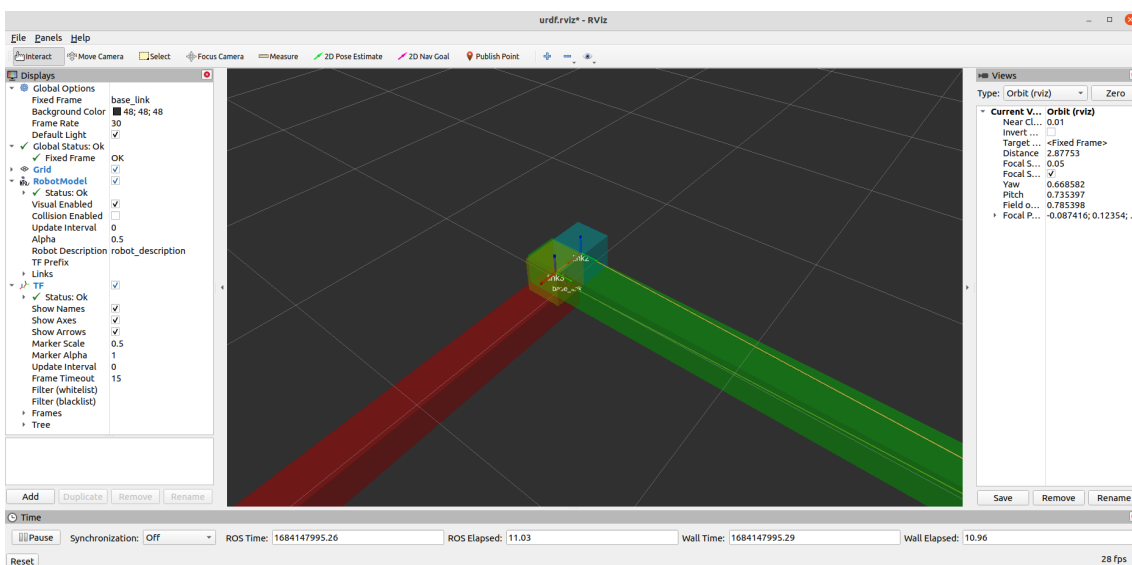 urdf.rviz* - RViz
File Panels Help
Interact Move Camera Select Focus Camera Measure 2D Pose Estimate 2D Nav Goal Publish Point
Displays
Global Options
Fixed Frame base_link
Background Color 48; 48; 48
Frame Rate 30
Default Light
Global Status: Ok
Fixed Frame OK
Grid
RobotModel
Status: Ok
Visual Enabled
Collision Enabled
Update Interval 0
Alpha 0.5
Robot Description robot_description
TF Prefix
Links
TF
Status: Ok
Show Names
Show Axes
Show Arrows
Marker Scale 0.5
Marker Alpha 1
Update Interval 0
Frame Timeout 15
Filter (whitelist)
Filter (blacklist)
Frames
Tree
Add Duplicate Remove Rename
link2
link3
base_link
Views
Type: Orbit (rviz) Zero
Current V... Orbit (rviz)
Near Cl... 0.01
Invert ...
Target ... <Fixed Frame>
Distance 2.87753
Focal S... 0.05
Focal S...
Yaw 0.668582
Pitch 0.735397
Field o... 0.785398
Focal P... -0.087416; 0.12354; ..
Save Remove Rename
Time
Pause Synchronization: Off ROS Time: 1684147995.26 ROS Elapsed: 11.03 Wall Time: 1684147995.29 Wall Elapsed: 10.96
Reset 28 fps